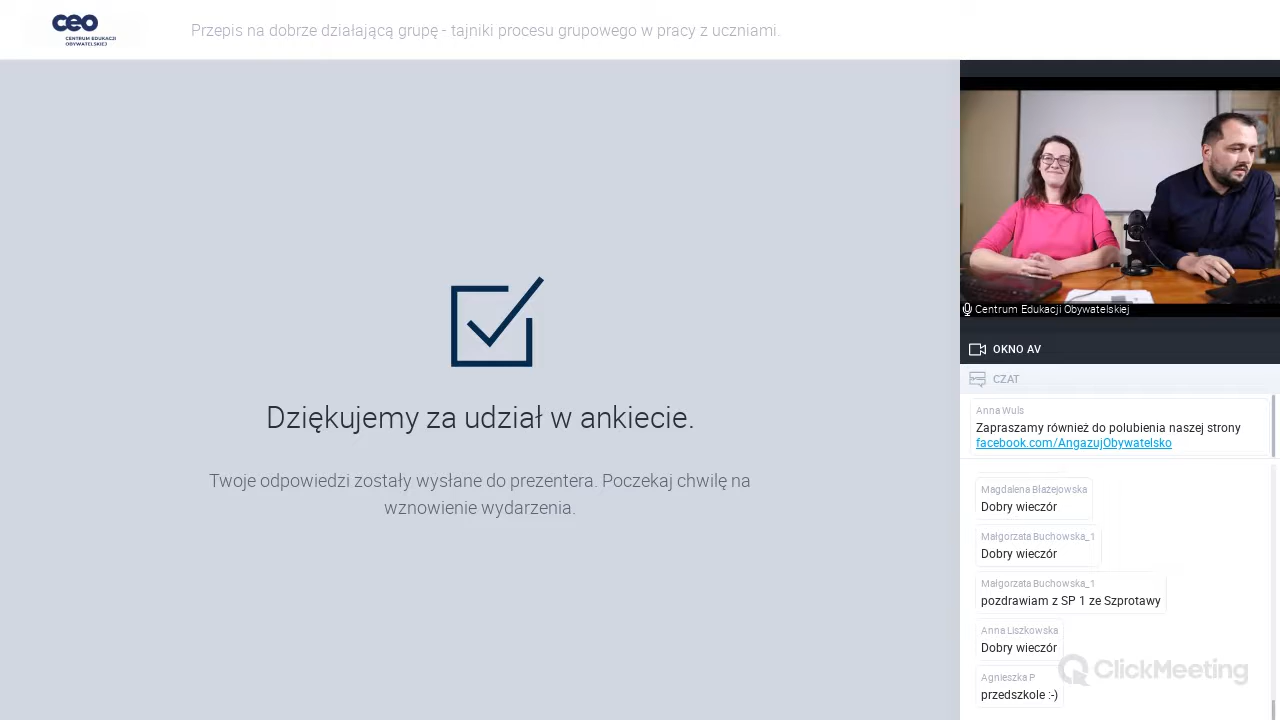 ceo
CENTRUM EDUKACJI
OBYWATELSKIEJ
Przepis na dobrze działającą grupę - tajniki procesu grupowego w pracy z uczniami.
Dziękujemy za udział w ankiecie.
Twoje odpowiedzi zostały wysłane do prezentera. Poczekaj chwilę na
wznowienie wydarzenia.
Centrum Edukacji Obywatelskiej
OKNO AV
CZAT
Anna Wuls
Zapraszamy również do polubienia naszej strony
facebook.com/AngazujObywatelsko
Magdalena Błażejowska
Dobry wieczór
Małgorzata Buchowska_1
Dobry wieczór
Małgorzata Buchowska_1
pozdrawiam z SP 1 ze Szprotawy
Anna Liszkowska
Dobry wieczór
Agnieszka P
przedszkole :-)
ClickMeeting